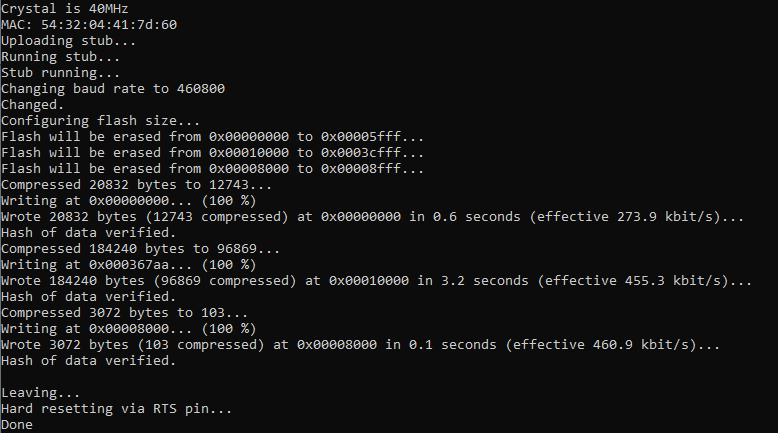 Crystal is 40MHz
MAC: 54:32:04:41:7d:60
Uploading stub...
Running stub...
Stub running...
Changing baud rate to 460800
Changed.
Configuring flash size...
Flash will be erased from 0x00000000 to 0x00005fff...
Flash will be erased from 0x00010000 to 0x0003cfff...
Flash will be erased from 0x00008000 to 0x00008fff...
Compressed 20832 bytes to 12743...
Writing at 0x00000000... (100 %)
Wrote 20832 bytes (12743 compressed) at 0x00000000 in 0.6 seconds (effective 273.9 kbit/s)...
Hash of data verified.
Compressed 184240 bytes to 96869...
Writing at 0x000367aa... (100 %)
Wrote 184240 bytes (96869 compressed) at 0x00010000 in 3.2 seconds (effective 455.3 kbit/s)...
Hash of data verified.
Compressed 3072 bytes to 103...
Writing at 0x00008000... (100 %)
Wrote 3072 bytes (103 compressed) at 0x00008000 in 0.1 seconds (effective 460.9 kbit/s)...
Hash of data verified.
Leaving...
Hard resetting via RTS pin...
Done